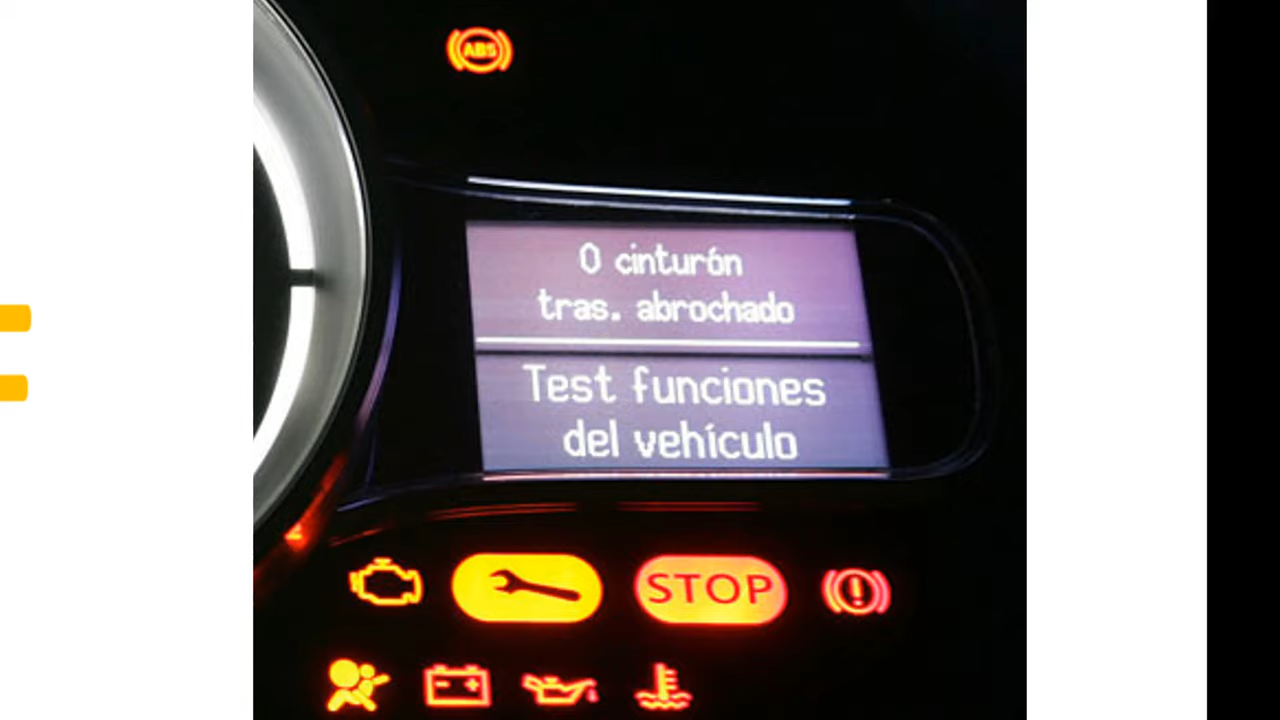 ABS
0 cinturón
tras. abrochado
Test funciones
del vehículo
STOP